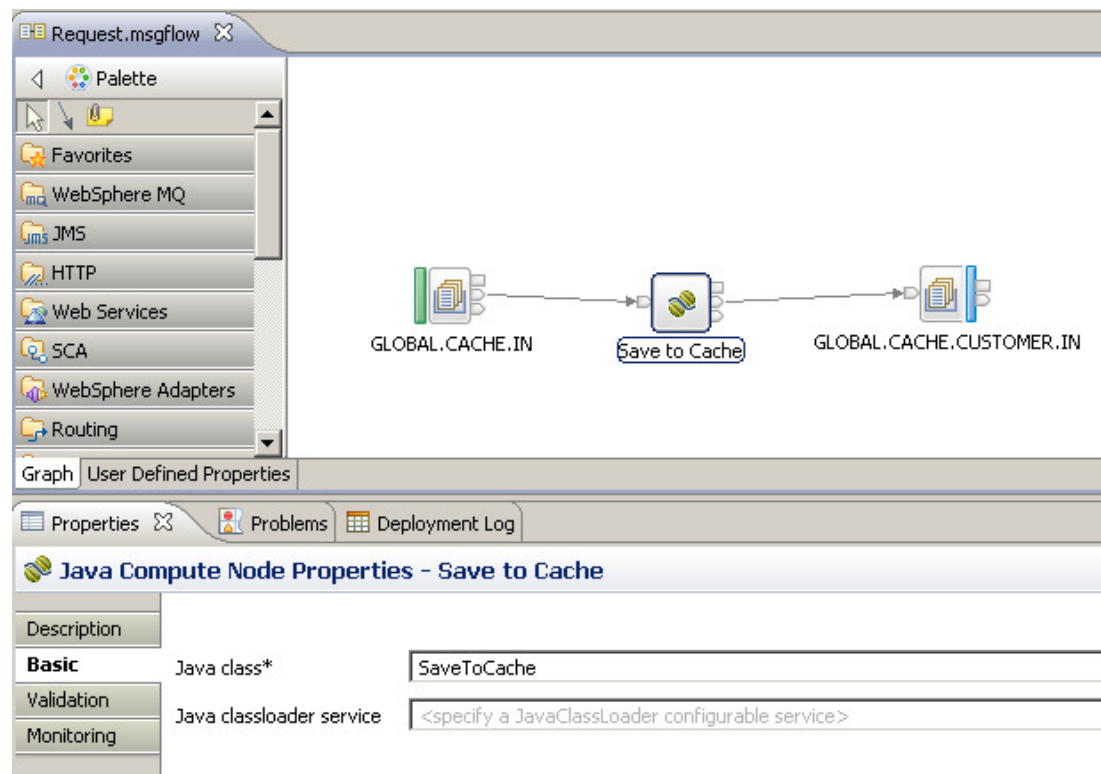 Request.msgflow
Palette
Favorites
WebSphere MQ
JMS
HTTP
Web Services
SCA
WebSphere Adapters
Routing
GLOBAL.CACHE.IN
Save to Cache
GLOBAL.CACHE.CUSTOMER.IN
Graph User Defined Properties
Properties Problems Deployment Log
Java Compute Node Properties - Save to Cache
Description
Basic
Validation
Monitoring
Java class* SaveToCache
Java classloader service <specify a JavaClassLoader configurable service>